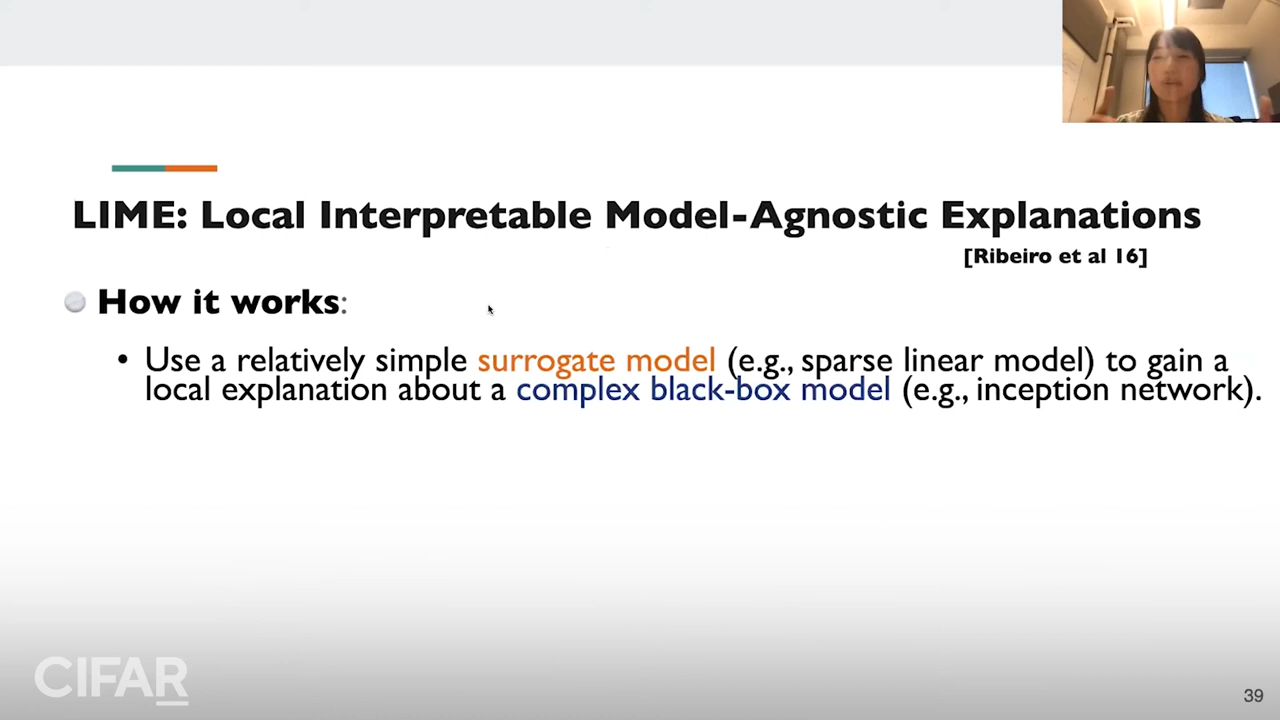 LIME: Local Interpretable Model-Agnostic Explanations
[Ribeiro et al 16]
How it works:
• Use a relatively simple surrogate model (e.g., sparse linear model) to gain a
local explanation about a complex black-box model (e.g., inception network).
CIFAR
39